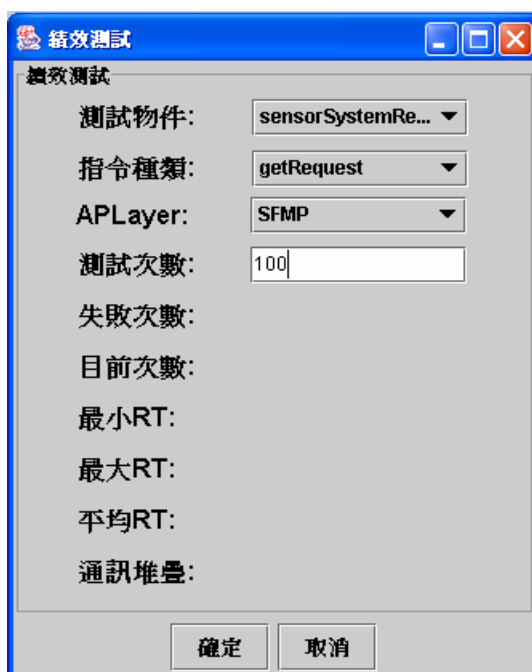 績效測試
績效測試
測試物件: sensorSystemRe...
指令種類: getRequest
APLayer: SFMP
測試次數: 100
失敗次數:
目前次數:
最小RT:
最大RT:
平均RT:
通訊堆疊:
確定 取消